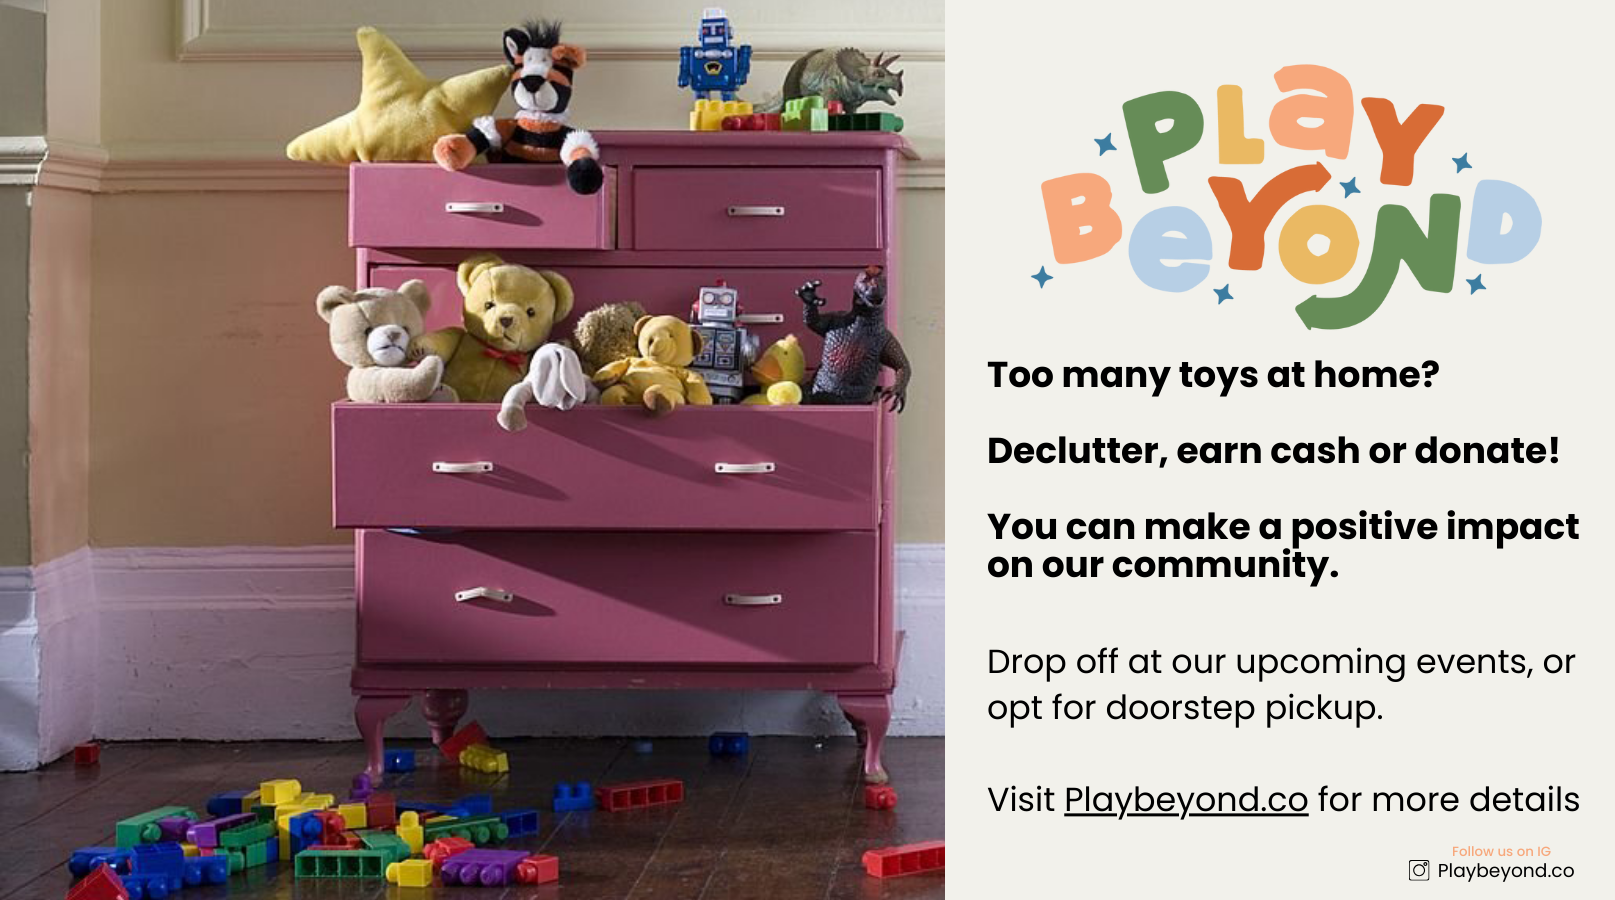 PLay
BeYOND
Too many toys at home?
Declutter, earn cash or donate!
You can make a positive impact
on our community.
Drop off at our upcoming events, or
opt for doorstep pickup.
Visit Playbeyond.co for more details
Follow us on IG
Playbeyond.co